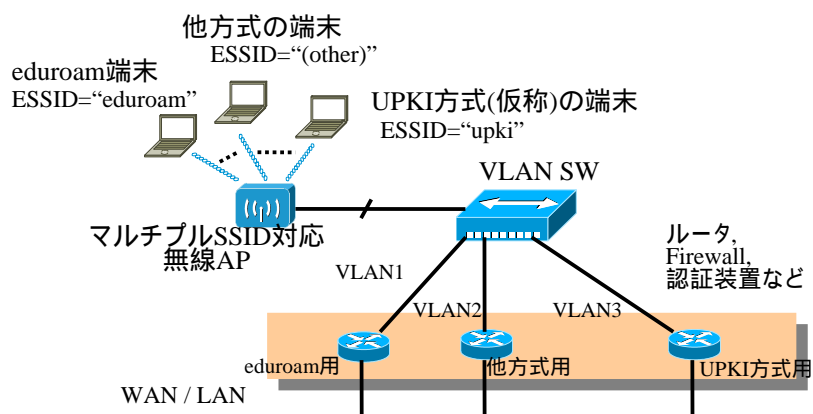 他方式の端末
ESSID=“(other)”
eduroam端末
ESSID=“eduroam”
UPKI方式(仮称)の端末
ESSID=“upki”
VLAN SW
マルチプルSSID対応
無線AP
ルータ,
Firewall,
認証装置など
VLAN1
VLAN2
VLAN3
eduroam用
他方式用
UPKI方式用
WAN / LAN